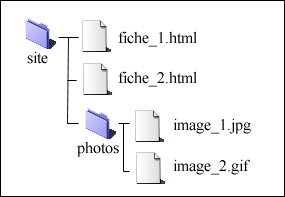 fiche_1.html
site
fiche_2.html
photos
image_1.jpg
image_2.gif